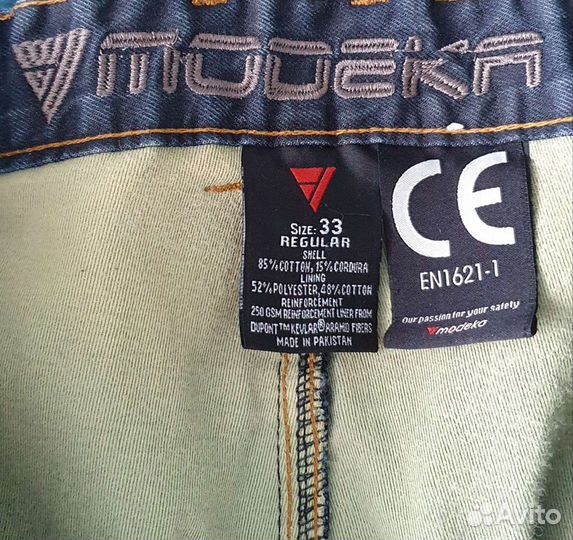 MODEKA
SIZE: 33
REGULAR
SHELL
85% COTTON, 15% CORDURA
LINING
52% POLYESTER, 48% COTTON
REINFORCEMENT
250 GSM REINFORCEMENT LINER FROM
DUPONT™ KEVLAR® ARAMID FIBERS
MADE IN PAKISTAN
CE
EN1621-1
Our passion for your safety
modeka
Avito